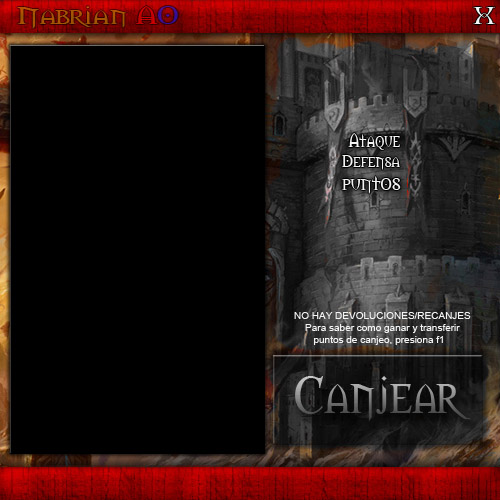 Nabrian AO
X
Ataque
Defensa
PUNTOS
NO HAY DEVOLUCIONES/RECANJES
Para saber como ganar y transferir
puntos de canjeo, presiona f1
Canjear